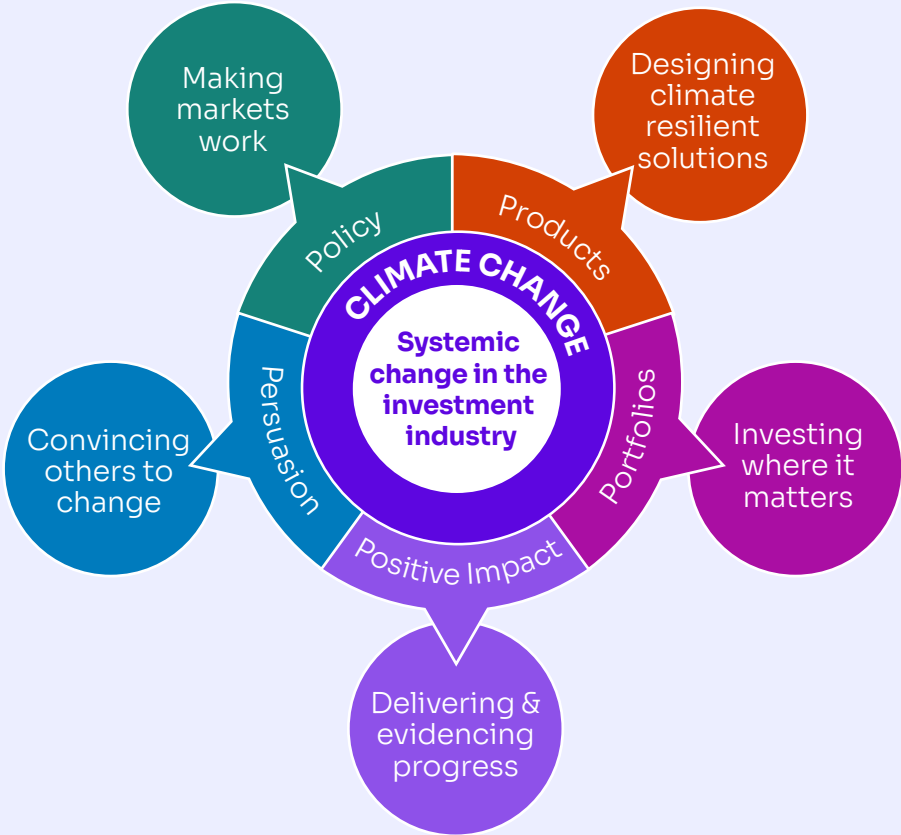 Making
markets
work
Designing
climate
resilient
solutions
Policy
Products
CLIMATE CHANGE
Systemic
change in the
investment
industry
Persuasion
Portfolios
Convincing
others to
change
Investing
where it
matters
Positive Impact
Delivering &
evidencing
progress